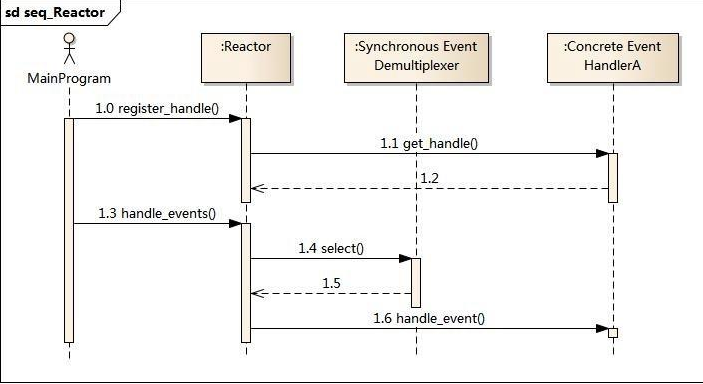 sd seq_Reactor
MainProgram
:Reactor
:Synchronous Event
Demultiplexer
:Concrete Event
HandlerA
1.0 register_handle()
1.1 get_handle()
1.2
1.3 handle_events()
1.4 select()
1.5
1.6 handle_event()